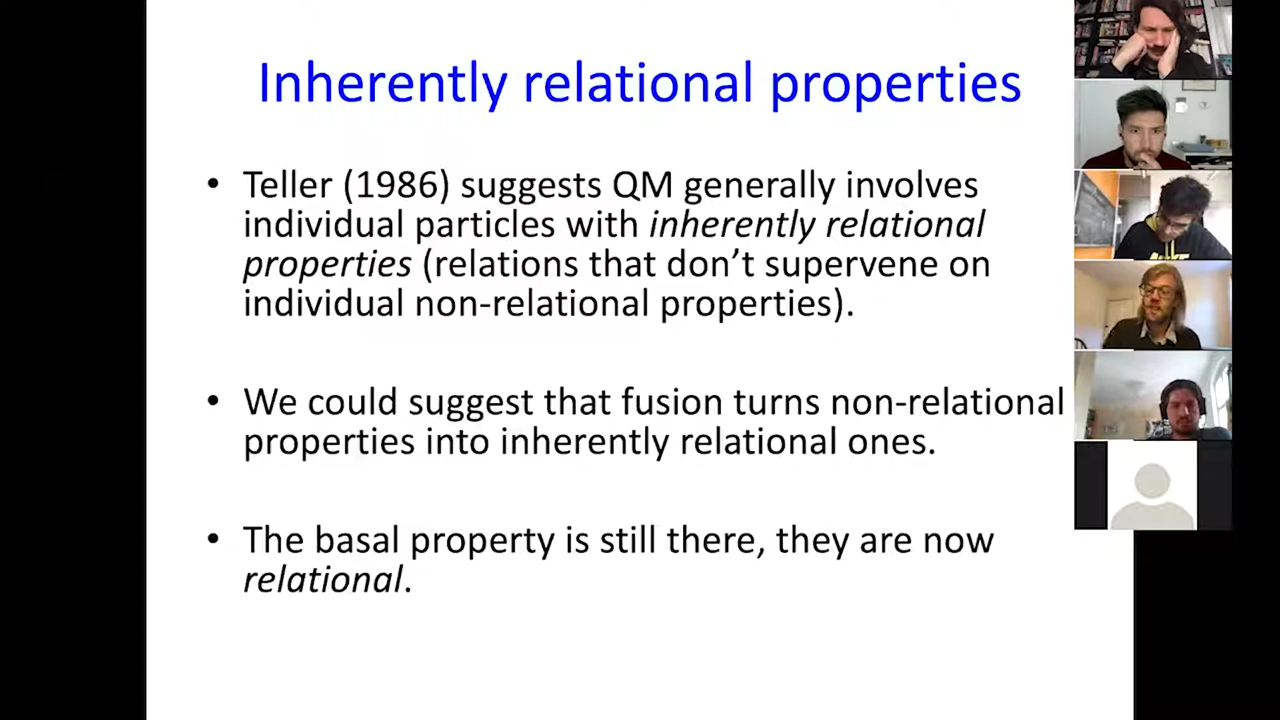 Inherently relational properties
• Teller (1986) suggests QM generally involves
individual particles with inherently relational
properties (relations that don’t supervene on
individual non-relational properties).
• We could suggest that fusion turns non-relational
properties into inherently relational ones.
• The basal property is still there, they are now
relational.